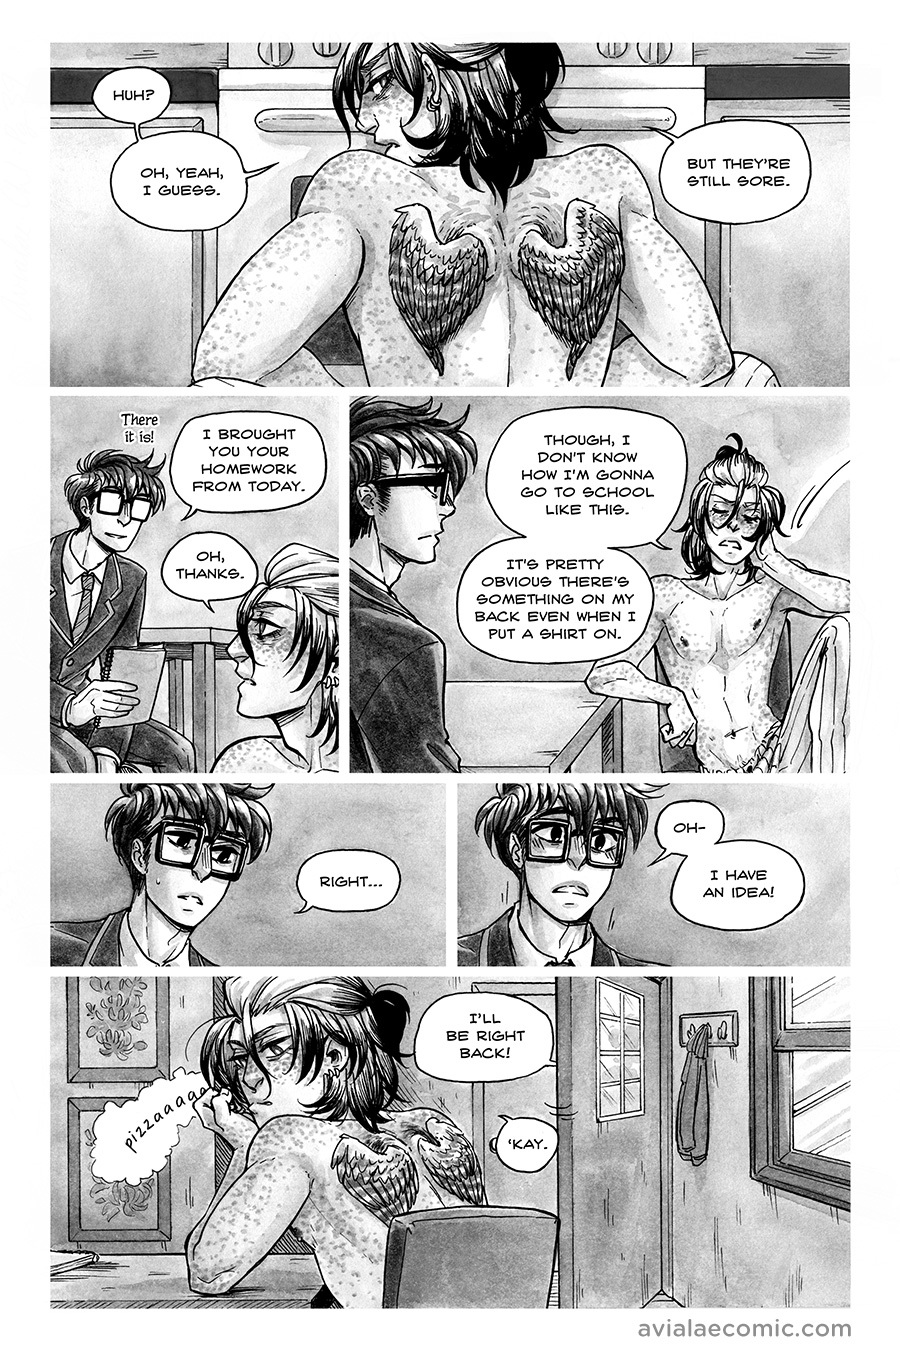 HUH?
OH, YEAH,
I GUESS.
BUT THEY'RE
STILL SORE.
There
it is!
I BROUGHT
YOU YOUR
HOMEWORK
FROM TODAY.
OH,
THANKS.
THOUGH, I
DON'T KNOW
HOW I'M GONNA
GO TO SCHOOL
LIKE THIS.
IT'S PRETTY
OBVIOUS THERE'S
SOMETHING ON MY
BACK EVEN WHEN I
PUT A SHIRT ON.
RIGHT...
OH-
I HAVE
AN IDEA!
I'LL
BE RIGHT
BACK!
pizzaaaaa
'KAY.
avialaecomic.com